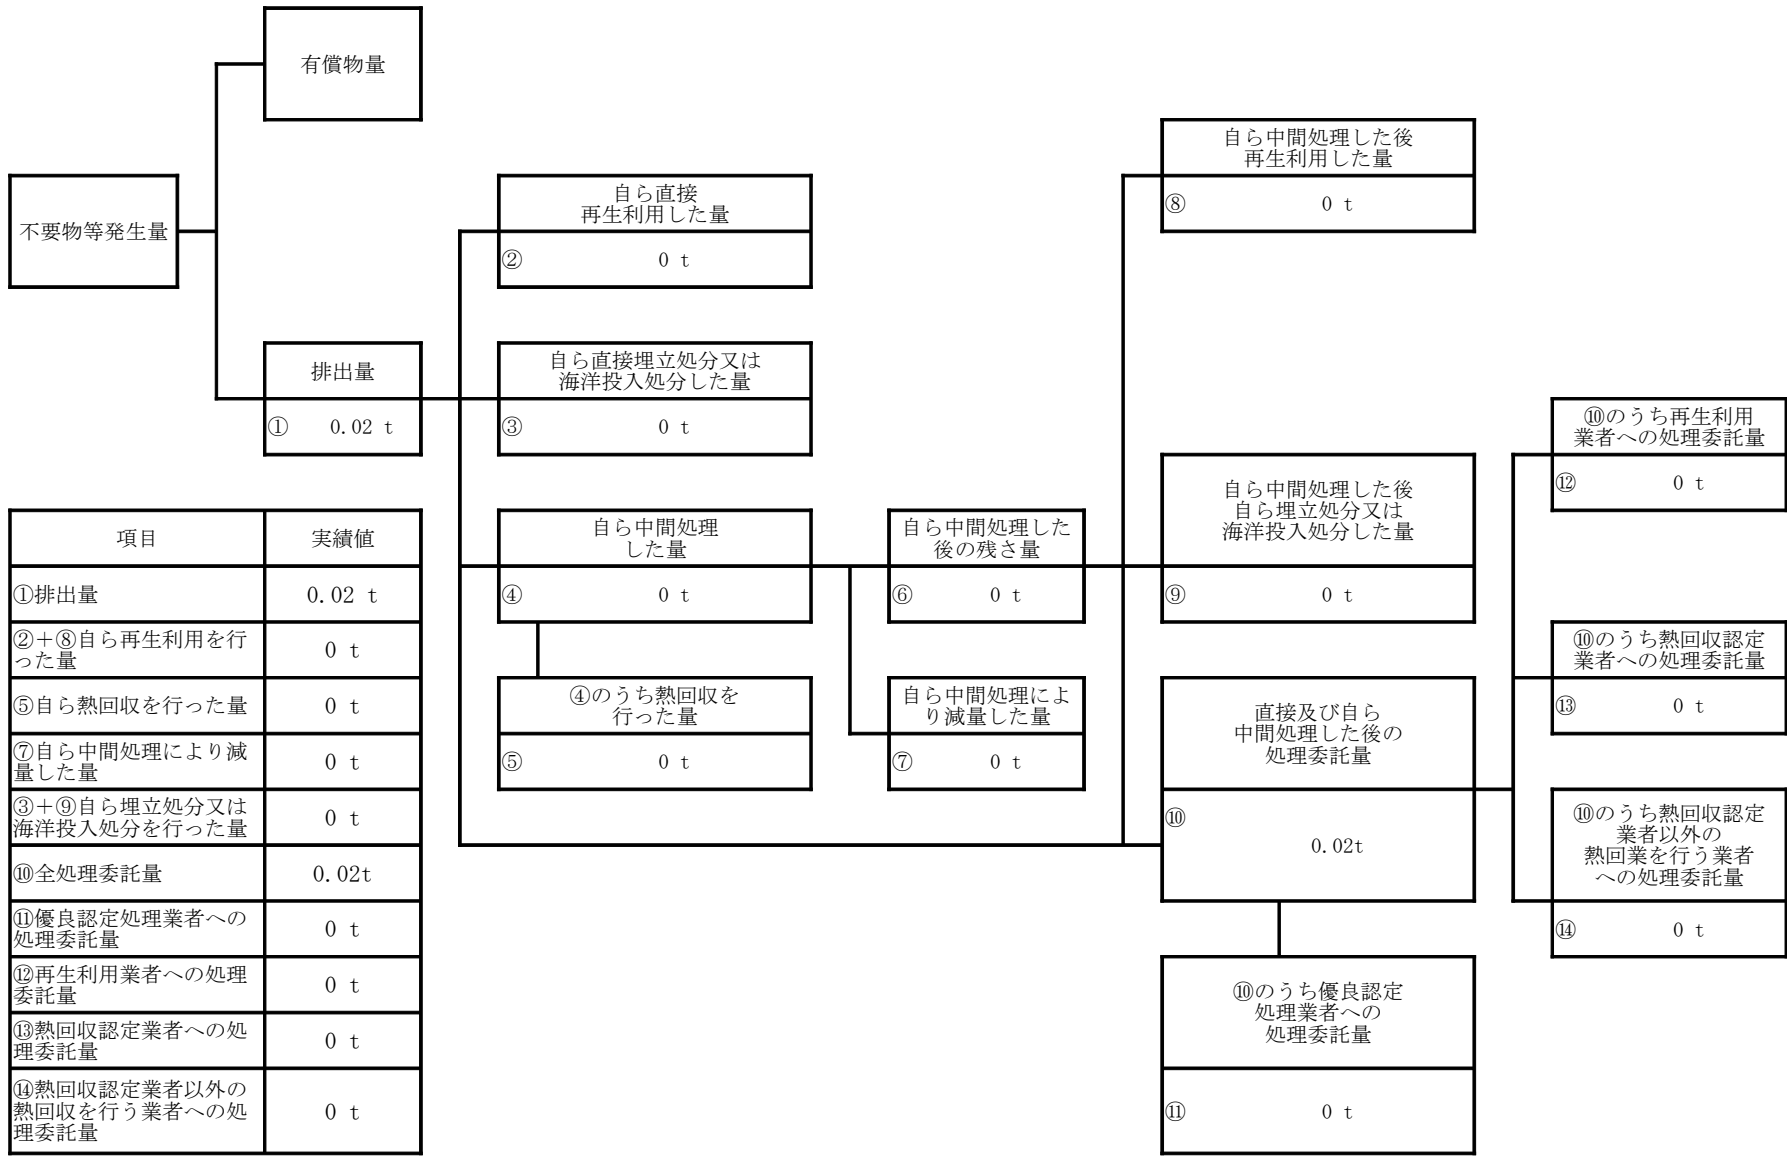 有償物量
不要物等発生量
排出量
① 0.02 t
自ら直接
再生利用した量
② 0 t
自ら直接埋立処分又は
海洋投入処分した量
③ 0 t
自ら中間処理
した量
④ 0 t
④のうち熱回収を
行った量
⑤ 0 t
自ら中間処理した
後の残さ量
⑥ 0 t
自ら中間処理によ
り減量した量
⑦ 0 t
自ら中間処理した後
再生利用した量
⑧ 0 t
自ら中間処理した後
自ら埋立処分又は
海洋投入処分した量
⑨ 0 t
直接及び自ら
中間処理した後の
処理委託量
⑩
0.02t
⑩のうち優良認定
処理業者への
処理委託量
⑪ 0 t
⑩のうち再生利用
業者への処理委託量
⑫ 0 t
⑩のうち熱回収認定
業者への処理委託量
⑬ 0 t
⑩のうち熱回収認定
業者以外の
熱回業を行う業者
への処理委託量
⑭ 0 t
項目 実績値
①排出量 0.02 t
②＋⑧自ら再生利用を行
った量 0 t
⑤自ら熱回収を行った量 0 t
⑦自ら中間処理により減
量した量 0 t
③＋⑨自ら埋立処分又は
海洋投入処分を行った量 0 t
⑩全処理委託量 0.02t
⑪優良認定処理業者への
処理委託量 0 t
⑫再生利用業者への処理
委託量 0 t
⑬熱回収認定業者への処
理委託量 0 t
⑭熱回収認定業者以外の
熱回収を行う業者への処
理委託量 0 t